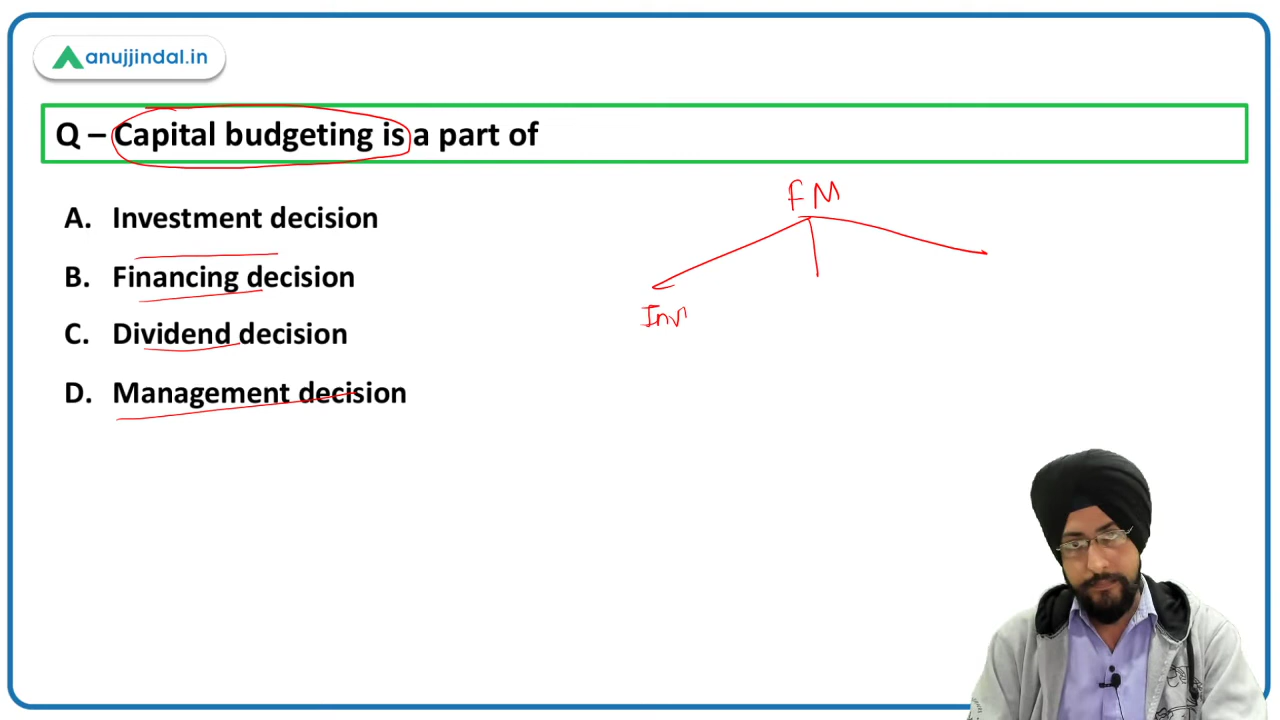 anujjindal.in
Q – Capital budgeting is a part of
A. Investment decision
B. Financing decision
C. Dividend decision
D. Management decision
FM
Inv